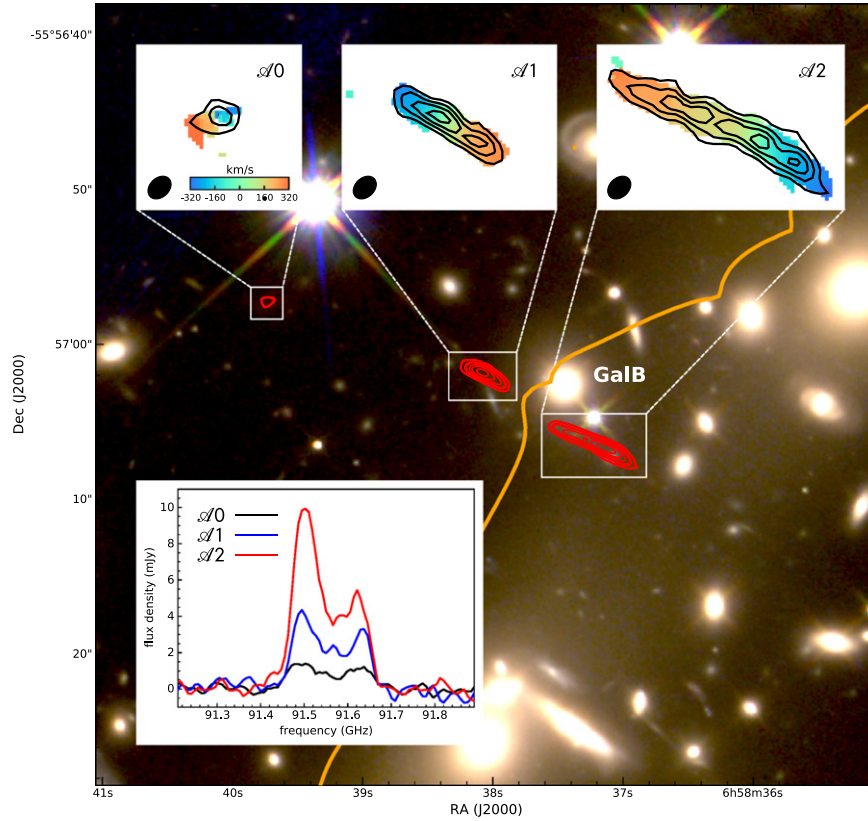 -55°56'40"
50"
57'00"
10"
20"
Dec (J2000)
𝒜0
km/s
-320 -160 0 160 320
𝒜1
𝒜2
GalB
𝒜0
𝒜1
𝒜2
10
8
6
4
2
0
flux density (mJy)
91.3 91.4 91.5 91.6 91.7 91.8
frequency (GHz)
41s 40s 39s 38s 37s 6h58m36s
RA (J2000)